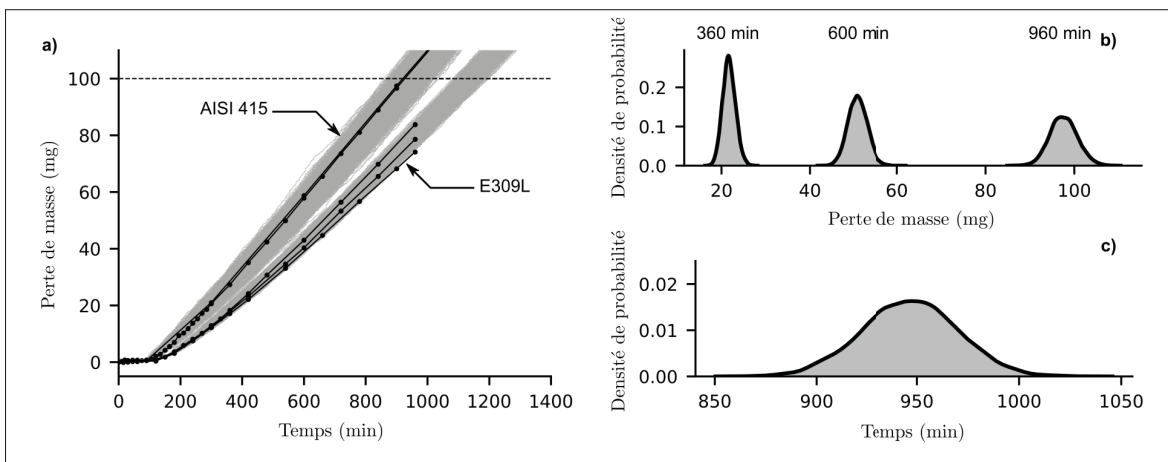 a)
Perte de masse (mg)
100
80
60
40
20
0
AISI 415
E309L
0 200 400 600 800 1000 1200 1400
Temps (min)
b)
360 min 600 min 960 min
Densité de probabilité
0.2
0.1
0.0
20 40 60 80 100
Perte de masse (mg)
c)
Densité de probabilité
0.02
0.01
0.00
850 900 950 1000 1050
Temps (min)